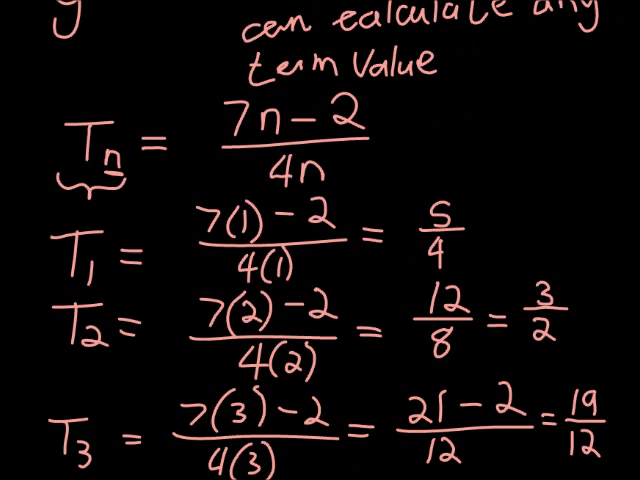 y
can calculate any
term value
Tn = (7n - 2)/(4n)
T1 = (7(1) - 2)/(4(1)) = 5/4
T2 = (7(2) - 2)/(4(2)) = 12/8 = 3/2
T3 = (7(3) - 2)/(4(3)) = (21 - 2)/12 = 19/12